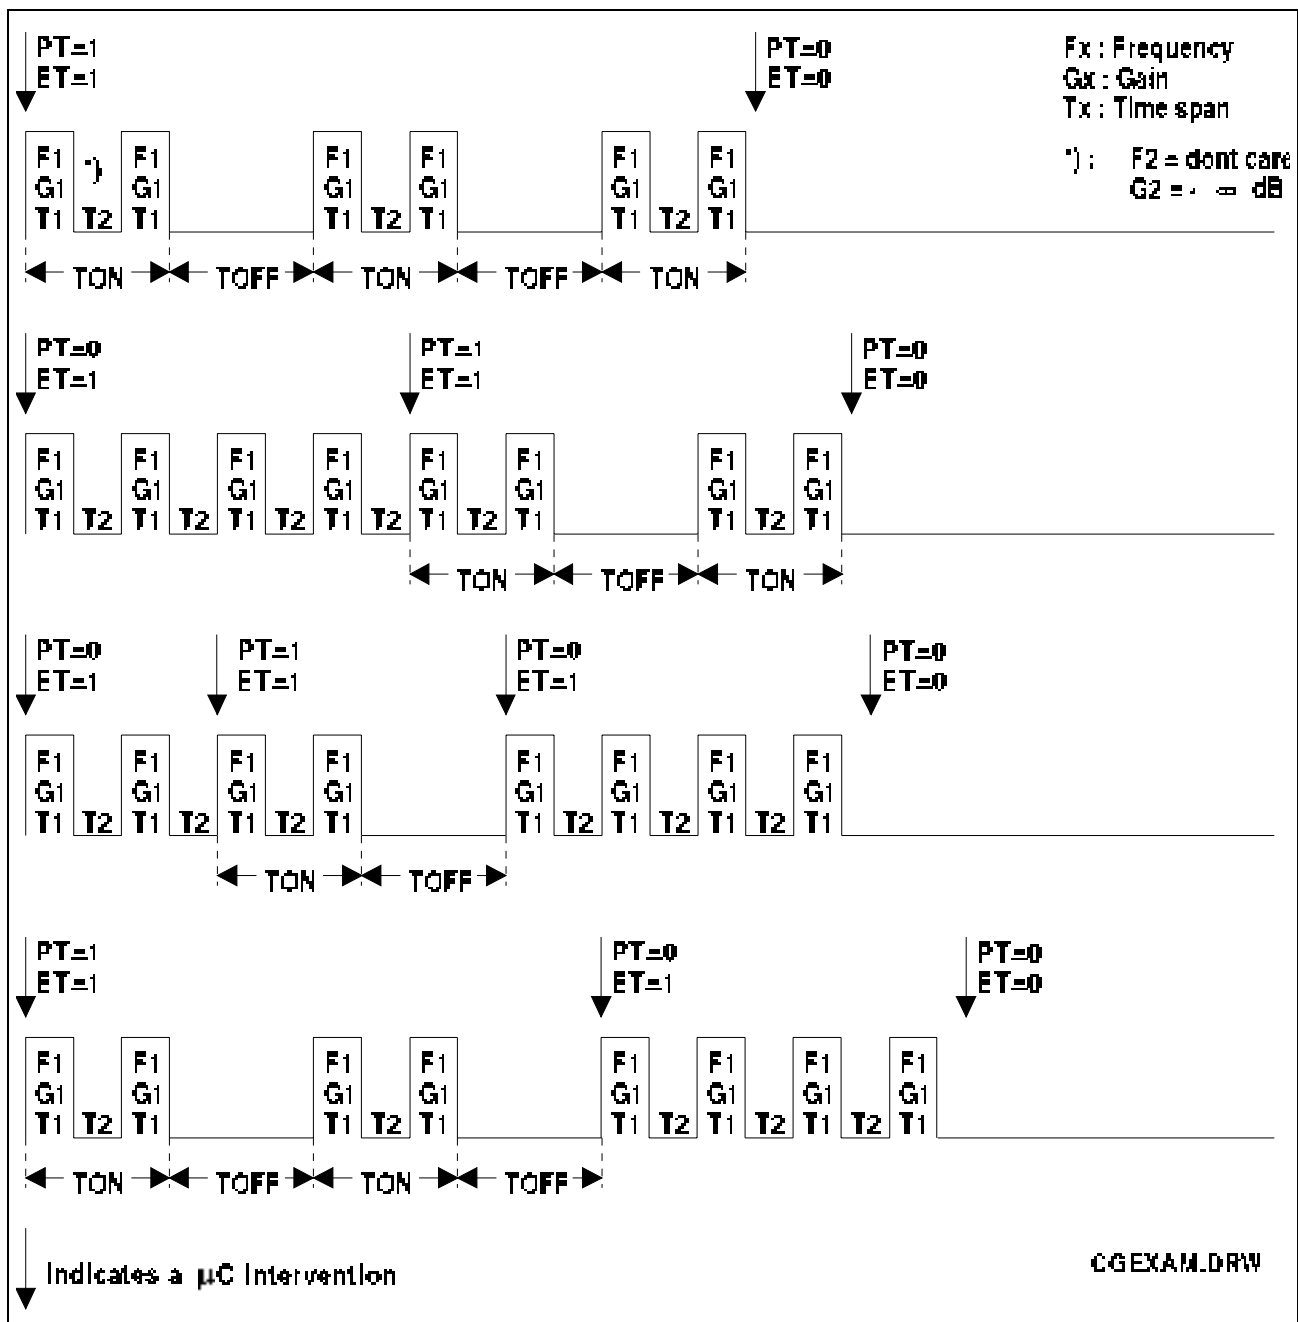 PT=1 PT=0 Fx : Frequency
ET=1 ET=0 Gx : Gain
Tx : Time span
*) : F2 = dont care
G2 = - ∞ dB
F1 *) F1 F1 F1 F1 F1
G1 G1 G1 G1 G1 G1
T1 T2 T1 T1 T2 T1 T1 T2 T1
TON TOFF TON TOFF TON
PT=0 PT=1 PT=0
ET=1 ET=1 ET=0
F1 F1 F1 F1 F1 F1 F1 F1
G1 G1 G1 G1 G1 G1 G1 G1
T1 T2 T1 T2 T1 T2 T1 T2 T1 T2 T1 T1 T2 T1
TON TOFF TON
PT=0 PT=1 PT=0 PT=0
ET=1 ET=1 ET=1 ET=0
F1 F1 F1 F1 F1 F1 F1 F1
G1 G1 G1 G1 G1 G1 G1 G1
T1 T2 T1 T2 T1 T2 T1 T1 T2 T1 T2 T1 T2 T1
TON TOFF
PT=1 PT=0 PT=0
ET=1 ET=1 ET=0
F1 F1 F1 F1 F1 F1 F1 F1
G1 G1 G1 G1 G1 G1 G1 G1
T1 T2 T1 T1 T2 T1 T1 T2 T1 T2 T1 T2 T1
TON TOFF TON TOFF
Indicates a µC Intervention
CGEXAM.DRW